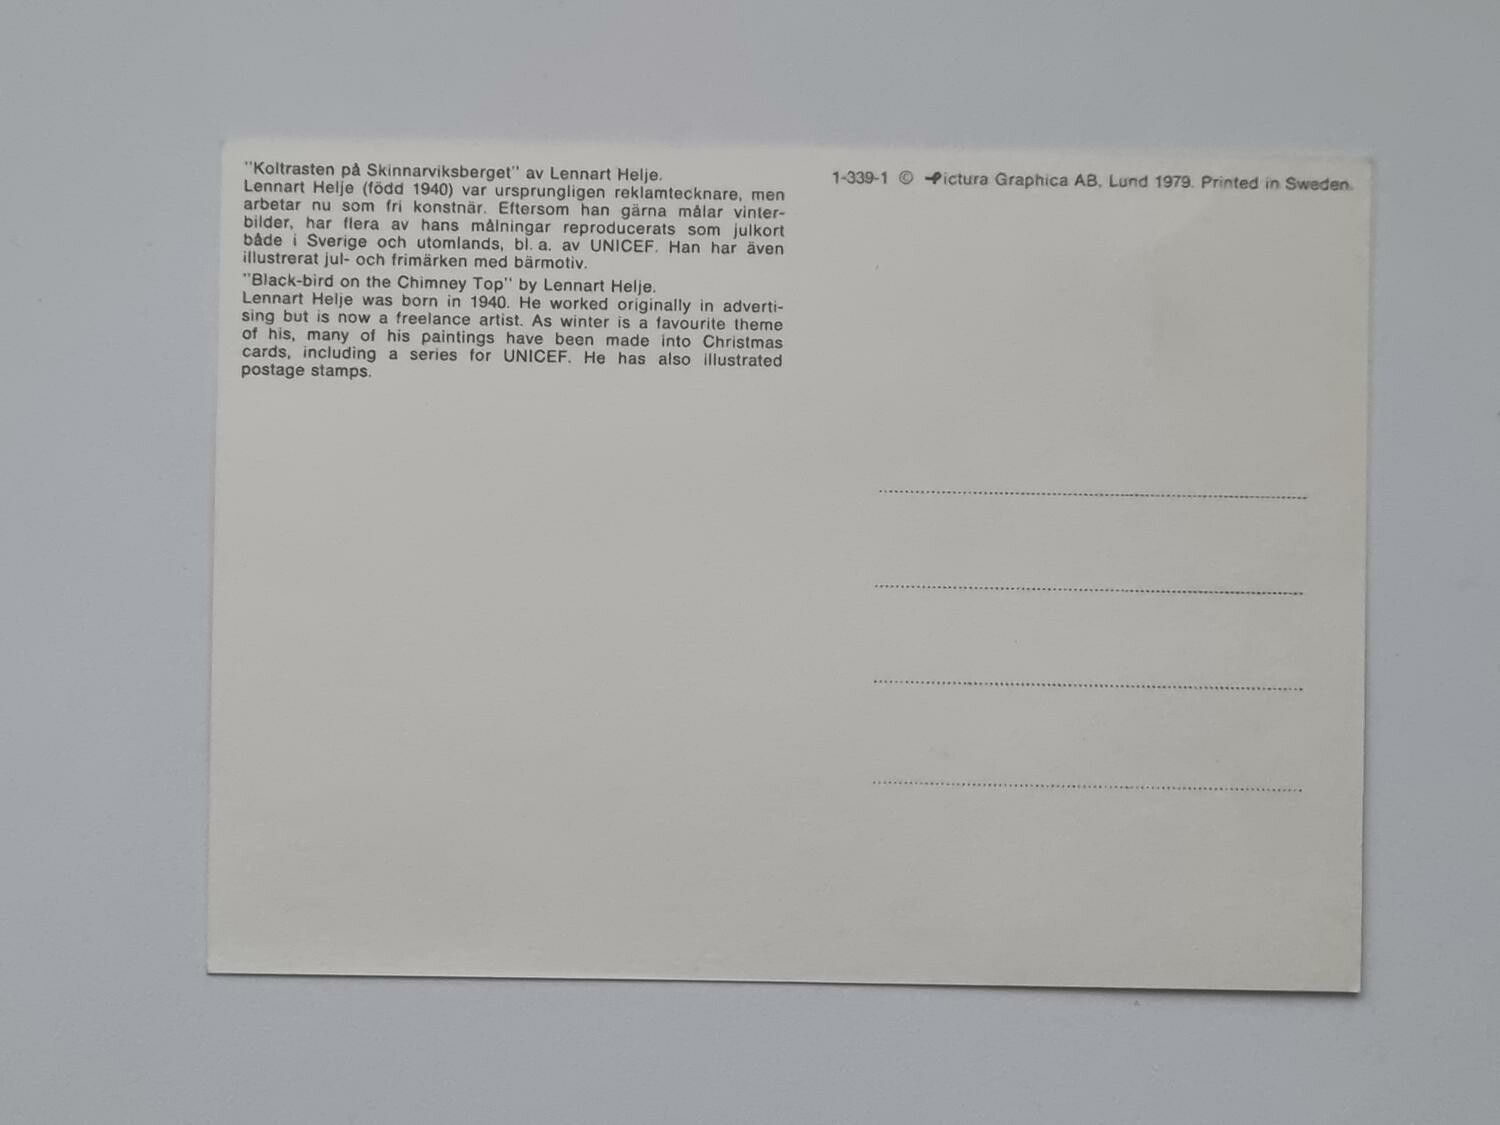 "Koltrasten på Skinnarviksberget" av Lennart Helje.
Lennart Helje (född 1940) var ursprungligen reklamtecknare, men
arbetar nu som fri konstnär. Eftersom han gärna målar vinter-
bilder, har flera av hans målningar reproducerats som julkort
både i Sverige och utomlands, bl. a. av UNICEF. Han har även
illustrerat jul- och frimärken med bärmotiv.
"Black-bird on the Chimney Top" by Lennart Helje.
Lennart Helje was born in 1940. He worked originally in adverti-
sing but is now a freelance artist. As winter is a favourite theme
of his, many of his paintings have been made into Christmas
cards, including a series for UNICEF. He has also illustrated
postage stamps.
1-339-1 © Pictura Graphica AB, Lund 1979. Printed in Sweden.